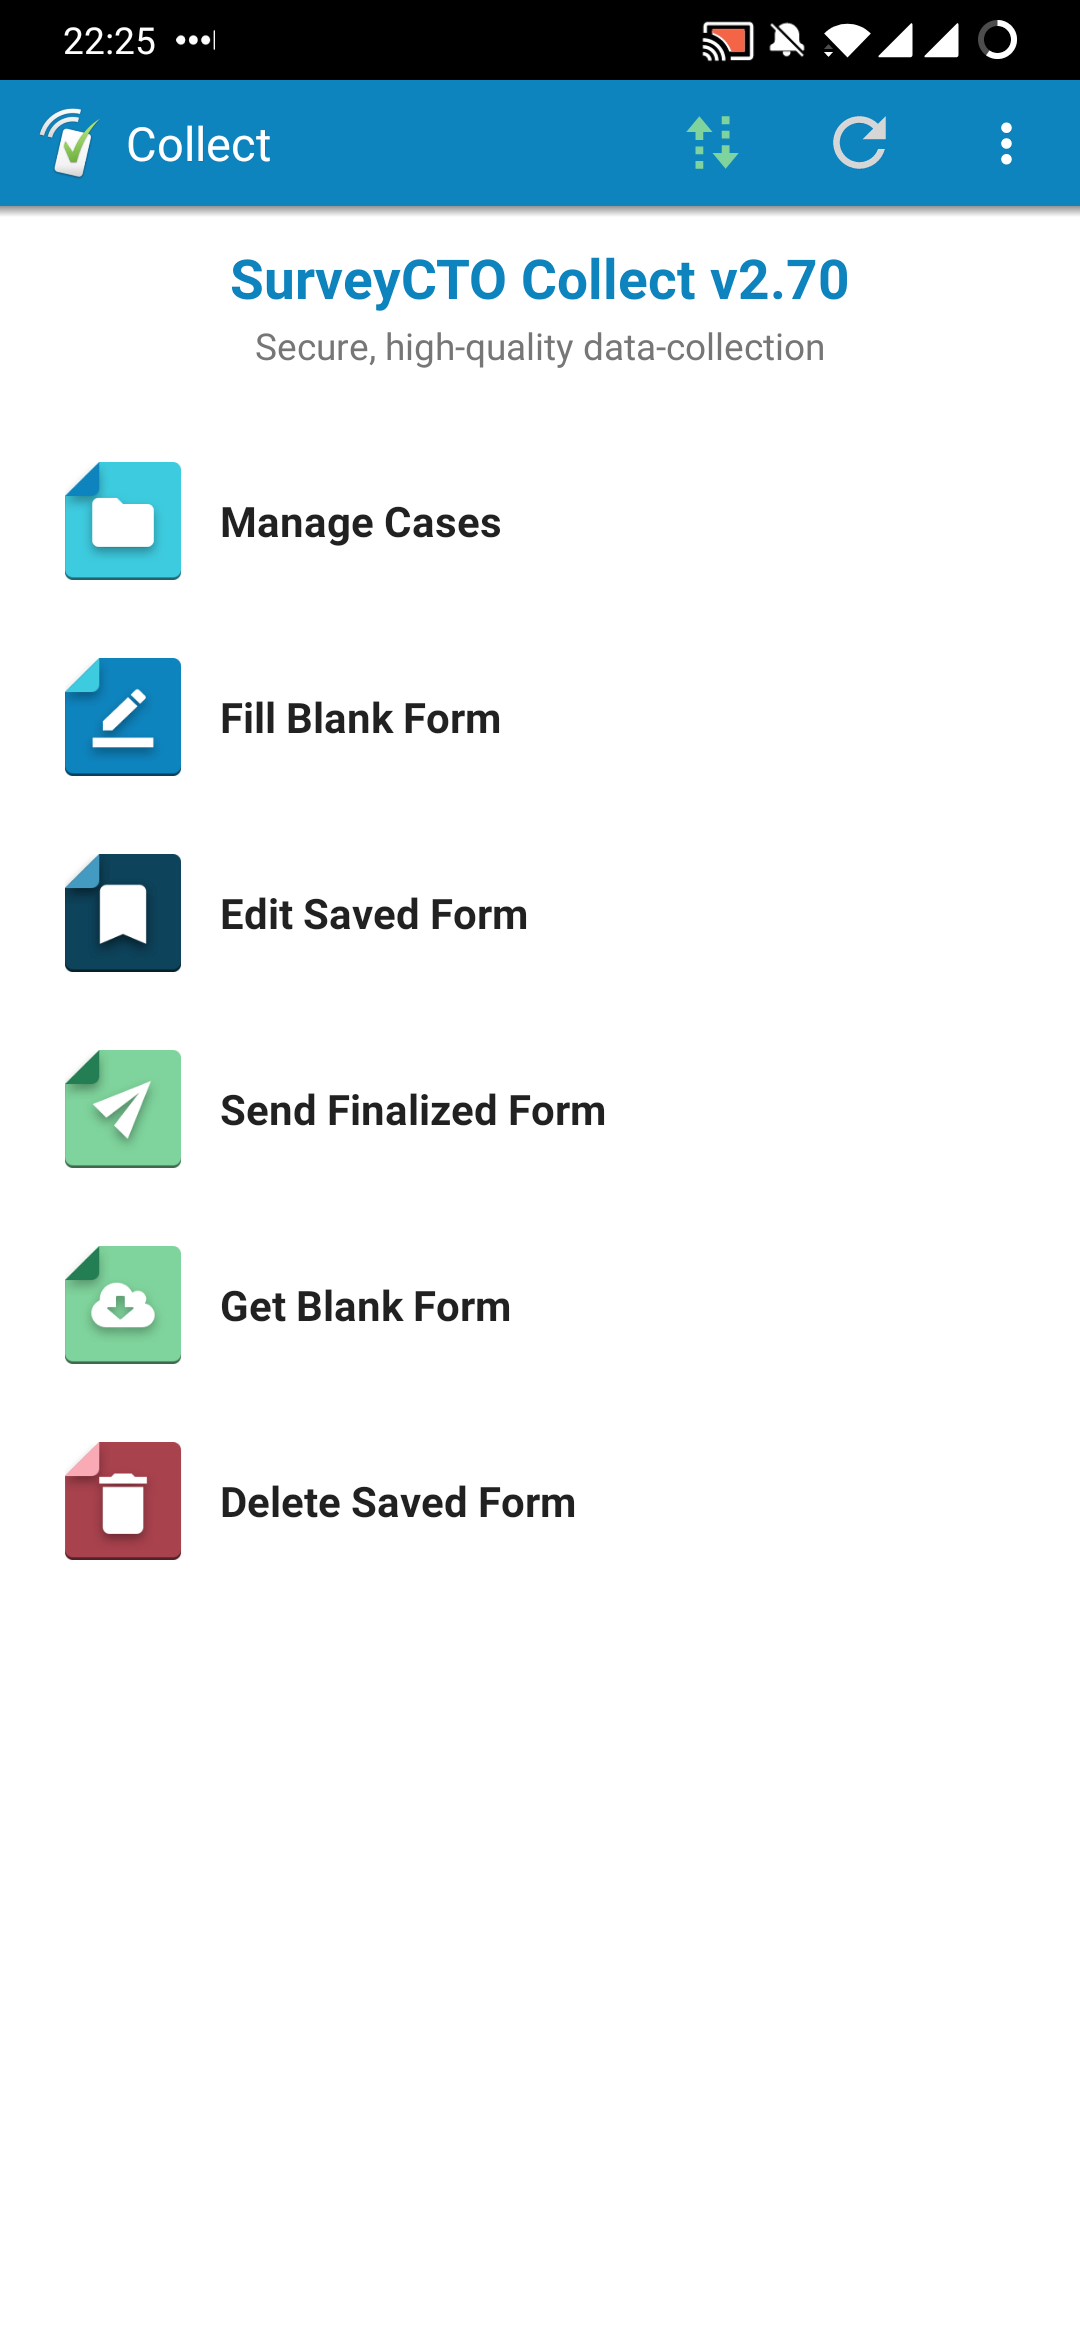 22:25
Collect
SurveyCTO Collect v2.70
Secure, high-quality data-collection
Manage Cases
Fill Blank Form
Edit Saved Form
Send Finalized Form
Get Blank Form
Delete Saved Form